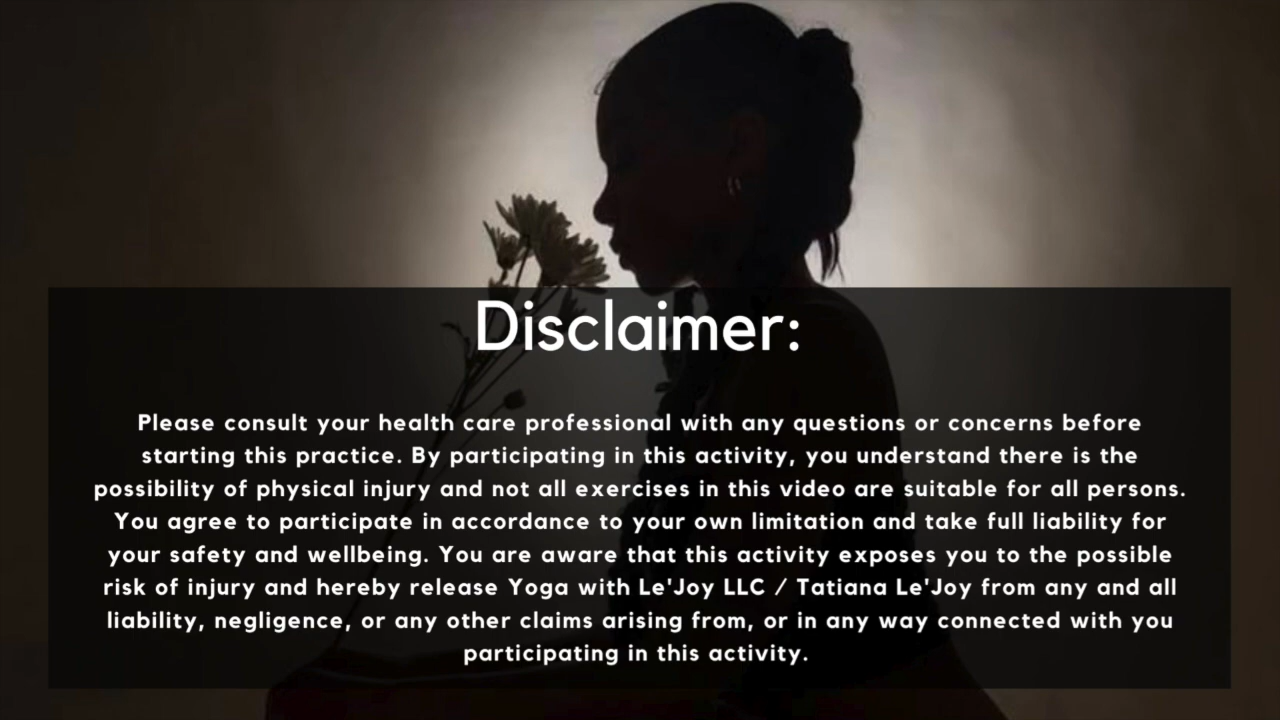 Disclaimer:
Please consult your health care professional with any questions or concerns before
starting this practice. By participating in this activity, you understand there is the
possibility of physical injury and not all exercises in this video are suitable for all persons.
You agree to participate in accordance to your own limitation and take full liability for
your safety and wellbeing. You are aware that this activity exposes you to the possible
risk of injury and hereby release Yoga with Le'Joy LLC / Tatiana Le'Joy from any and all
liability, negligence, or any other claims arising from, or in any way connected with you
participating in this activity.